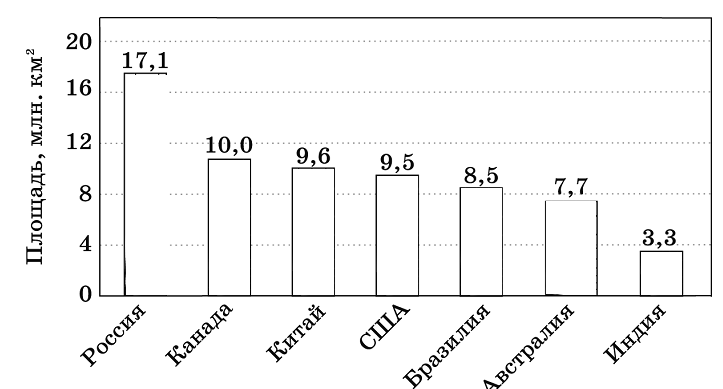 Площадь, млн. км²
20
16
12
8
4
0
17,1
10,0
9,6
9,5
8,5
7,7
3,3
Россия
Канада
Китай
США
Бразилия
Австралия
Индия